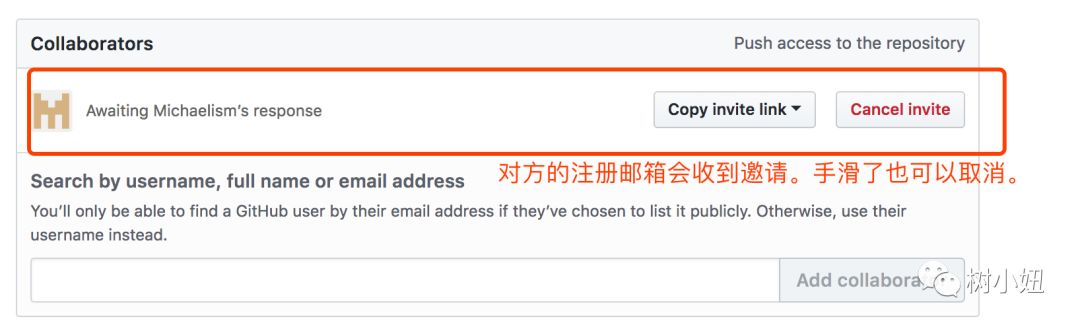 Collaborators
Push access to the repository
Awaiting Michaelism's response
Copy invite link
Cancel invite
对方的注册邮箱会收到邀请。手滑了也可以取消。
Search by username, full name or email address
You'll only be able to find a GitHub user by their email address if they've chosen to list it publicly. Otherwise, use their
username instead.
Add collabora
树小妞